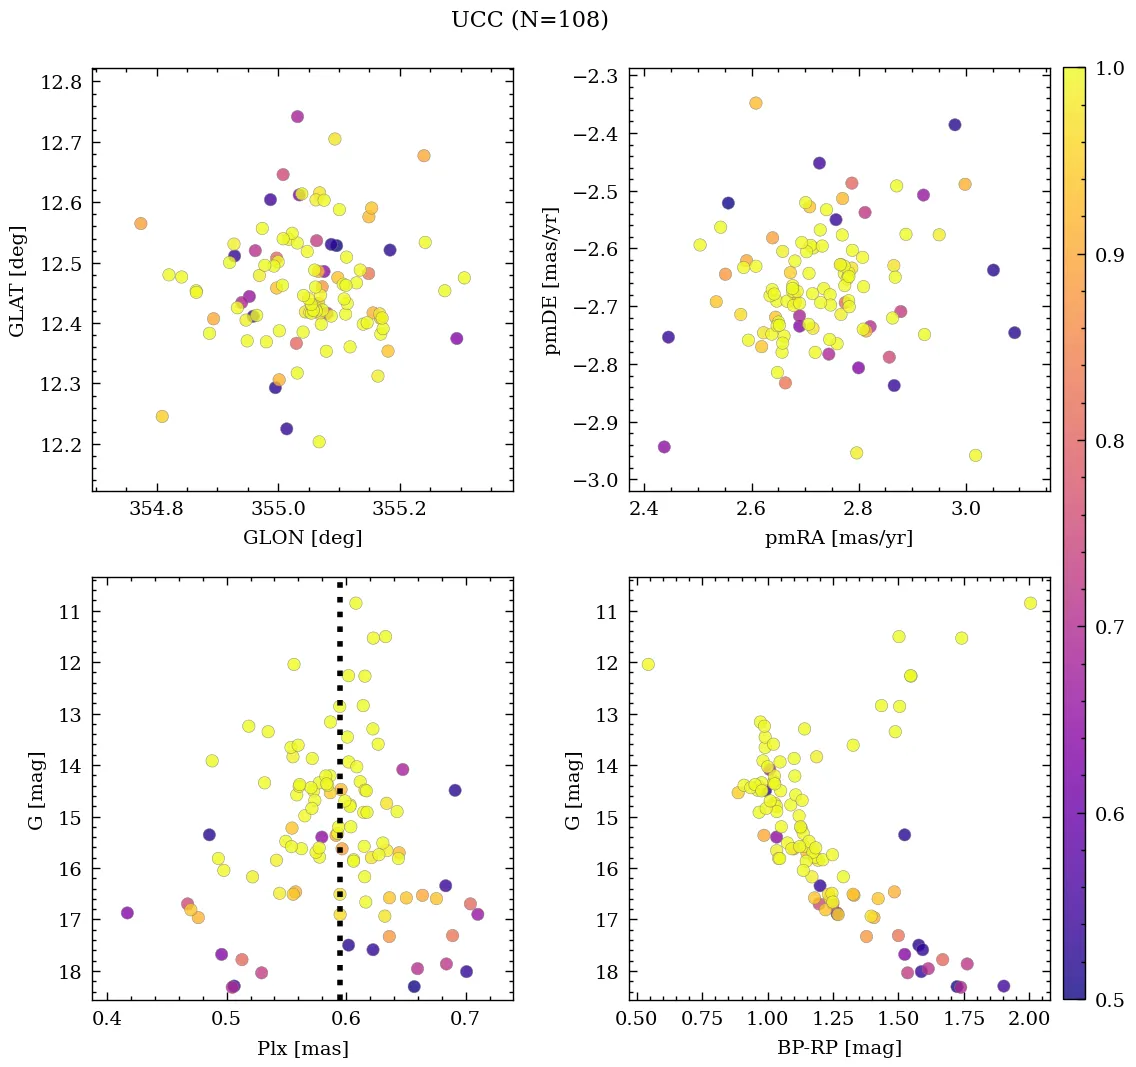 UCC (N=108)
12.8
12.7
12.6
12.5
12.4
12.3
12.2
GLAT [deg]
354.8 355.0 355.2
GLON [deg]
−2.3
−2.4
−2.5
−2.6
−2.7
−2.8
−2.9
−3.0
pmDE [mas/yr]
2.4 2.6 2.8 3.0
pmRA [mas/yr]
11
12
13
14
15
16
17
18
G [mag]
0.4 0.5 0.6 0.7
Plx [mas]
11
12
13
14
15
16
17
18
G [mag]
0.50 0.75 1.00 1.25 1.50 1.75 2.00
BP-RP [mag]
1.0
0.9
0.8
0.7
0.6
0.5